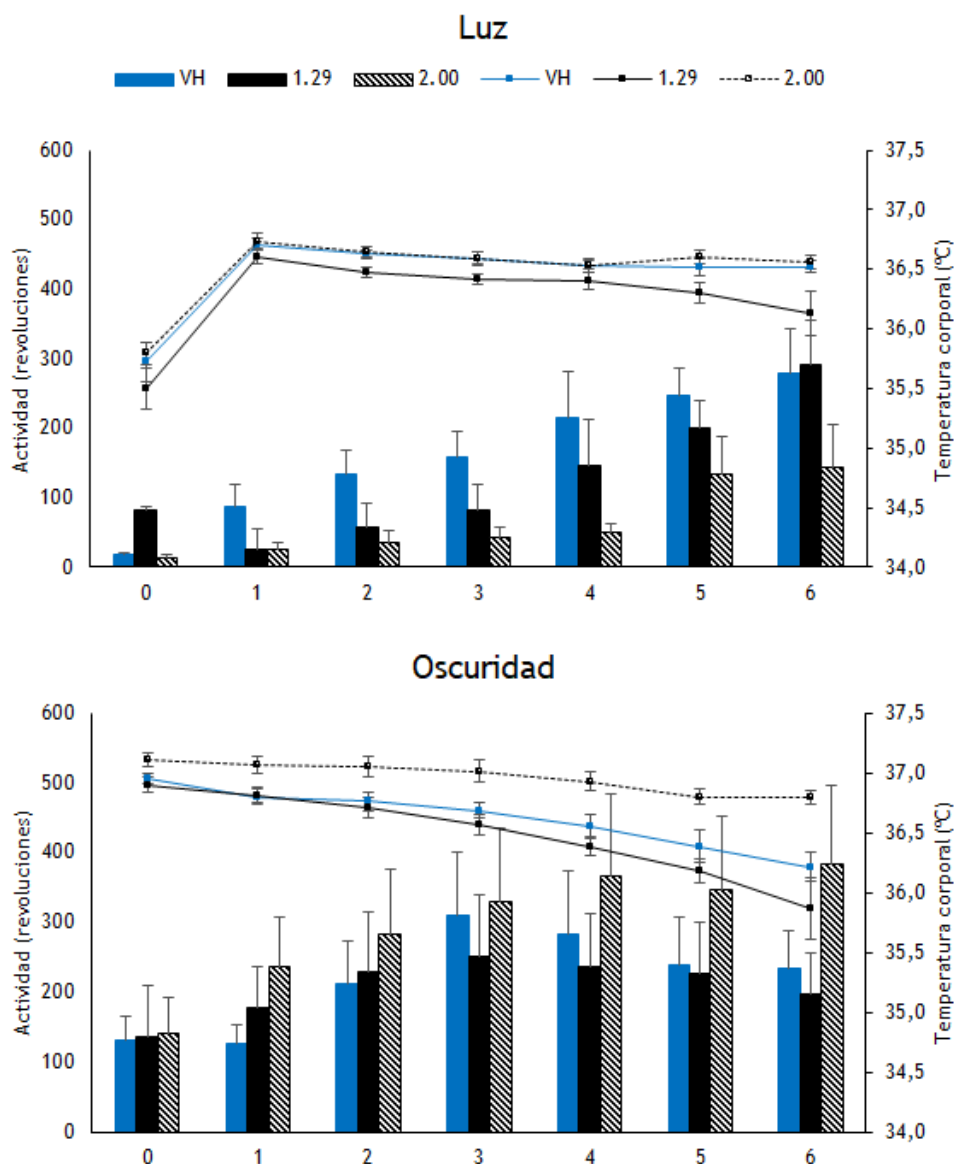 Luz
VH 1.29 2.00 VH 1.29 2.00
600 37,5
500 37,0
400 36,5
300 36,0
200 35,5
100 35,0
0 34,5
34,0
Actividad (revoluciones)
Temperatura corporal (ºC)
0 1 2 3 4 5 6
Oscuridad
600 37,5
500 37,0
400 36,5
300 36,0
200 35,5
100 35,0
0 34,5
34,0
Actividad (revoluciones)
Temperatura corporal (ºC)
0 1 2 3 4 5 6